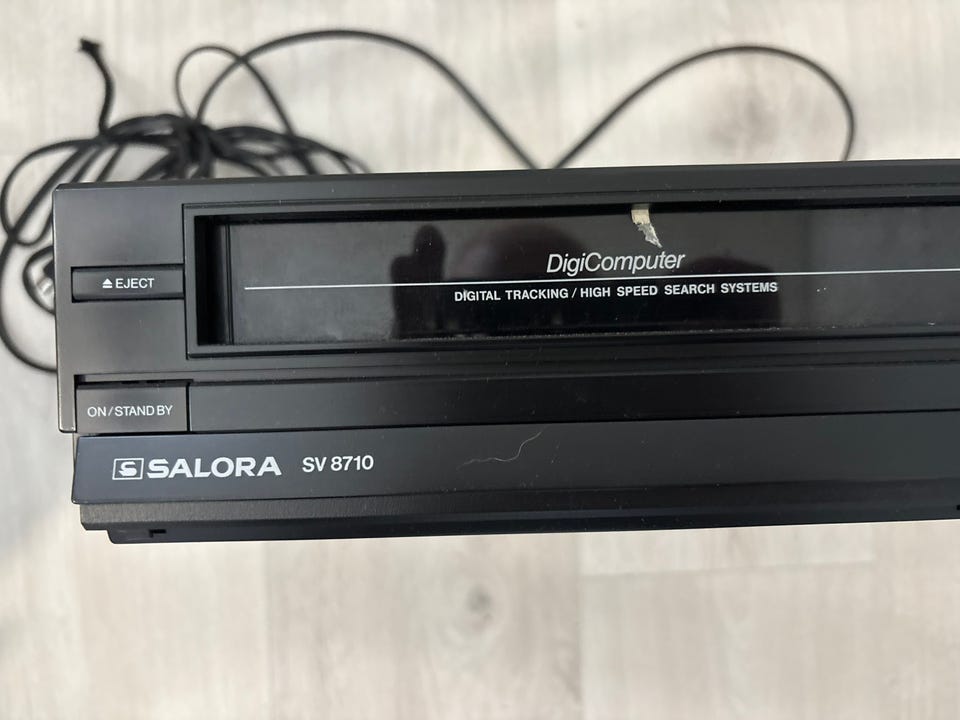 DigiComputer
DIGITAL TRACKING / HIGH SPEED SEARCH SYSTEMS
EJECT
ON / STAND BY
S SALORA SV 8710